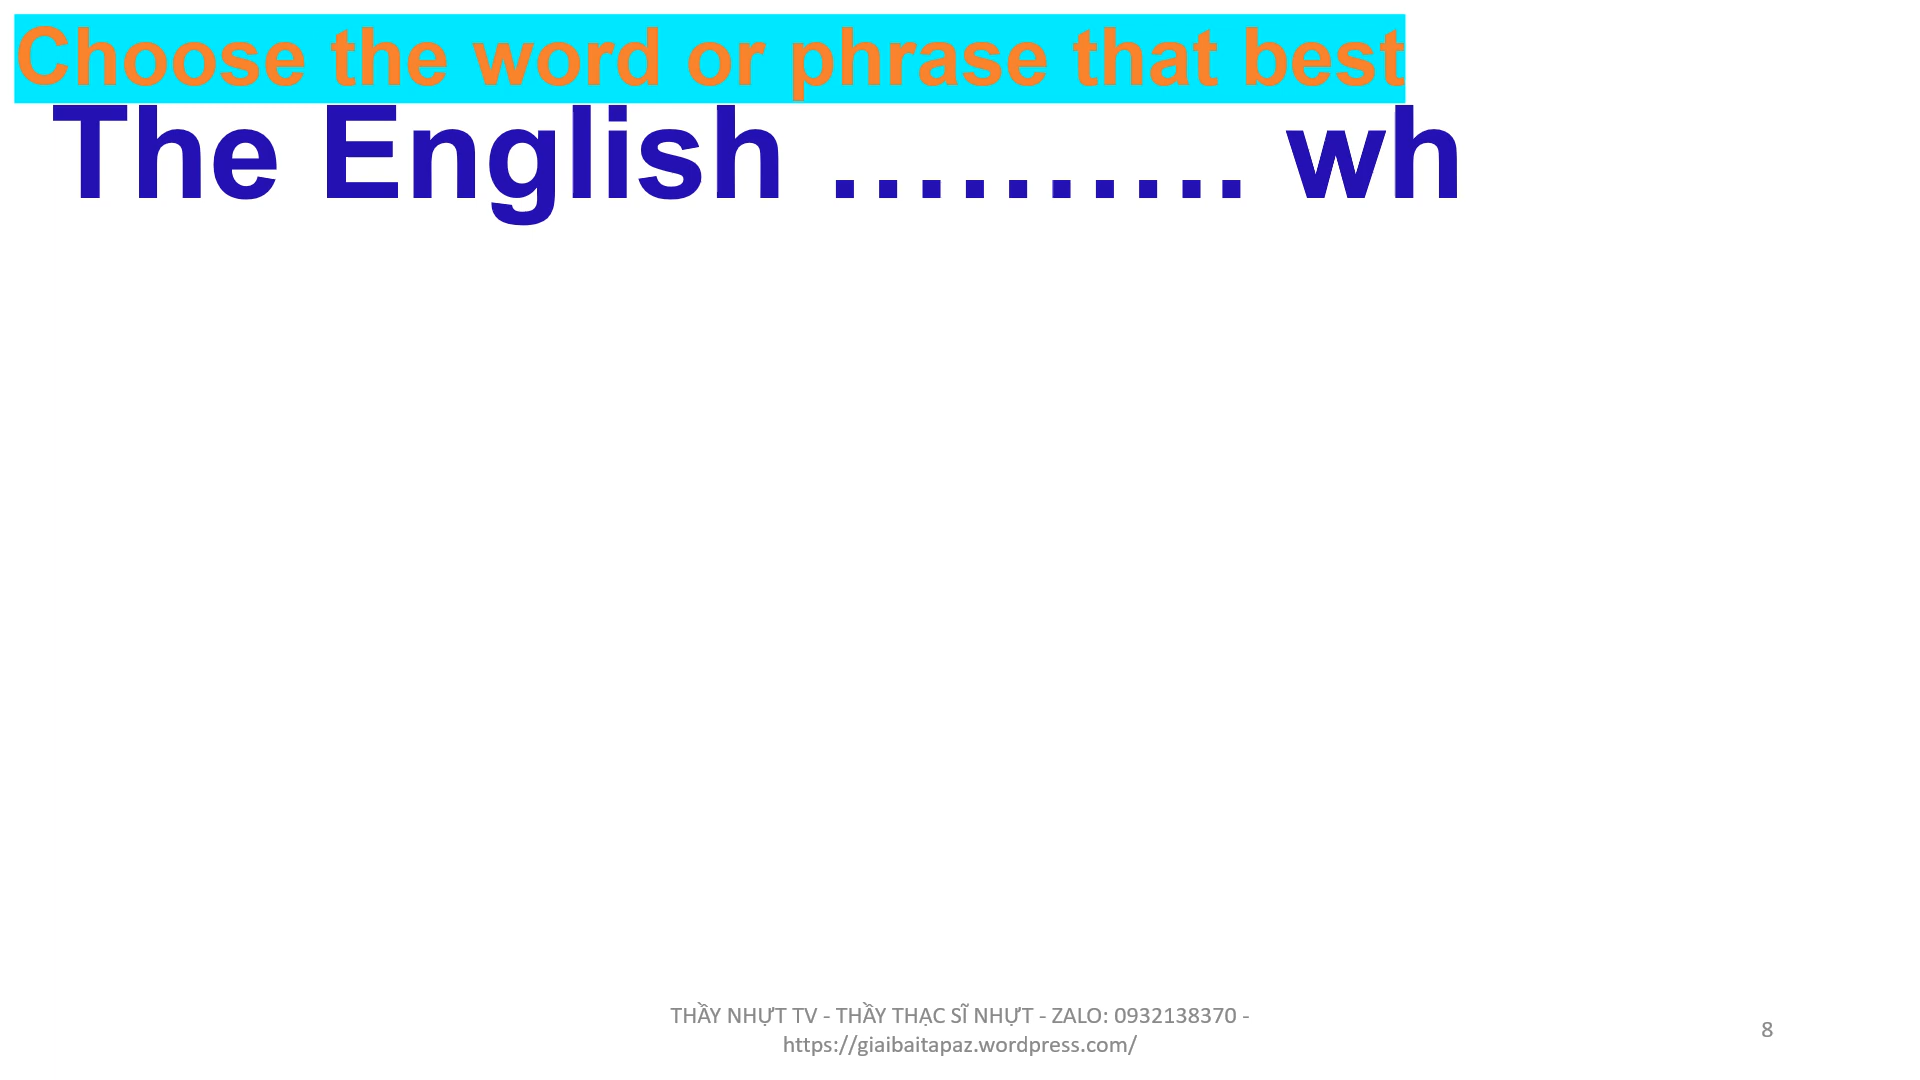 Choose the word or phrase that best
The English .......... wh
THẦY NHỰT TV - THẦY THẠC SĨ NHỰT - ZALO: 0932138370 -
https://giaibaitapaz.wordpress.com/
8